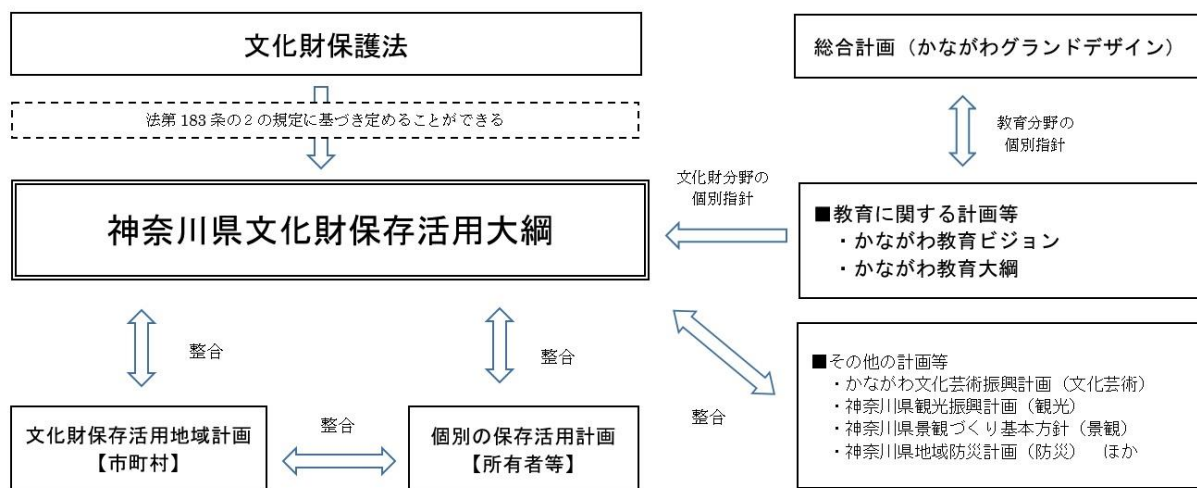 文化財保護法
総合計画（かながわグランドデザイン）
法第183条の２の規定に基づき定めることができる
教育分野の
個別指針
文化財分野の
個別指針
神奈川県文化財保存活用大綱
■教育に関する計画等
・かながわ教育ビジョン
・かながわ教育大綱
整合
整合
整合
■その他の計画等
・かながわ文化芸術振興計画（文化芸術）
・神奈川県観光振興計画（観光）
・神奈川県景観づくり基本方針（景観）
・神奈川県地域防災計画（防災）　ほか
文化財保存活用地域計画
【市町村】
整合
個別の保存活用計画
【所有者等】